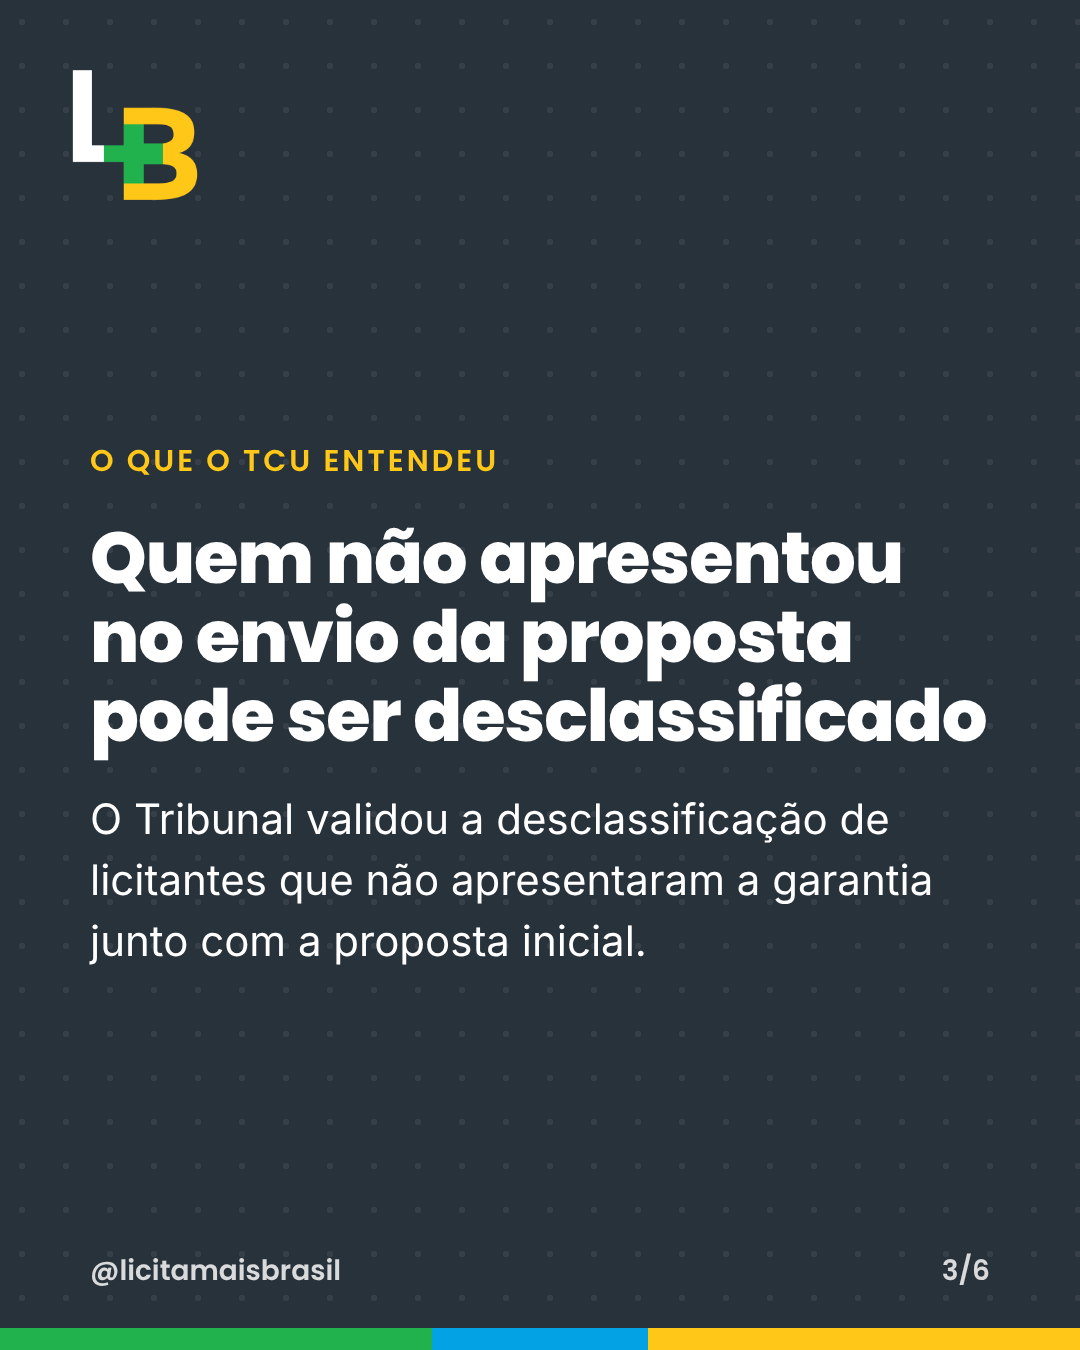 L+B
O QUE O TCU ENTENDEU
Quem não apresentou
no envio da proposta
pode ser desclassificado
O Tribunal validou a desclassificação de
licitantes que não apresentaram a garantia
junto com a proposta inicial.
@licitamaisbrasil
3/6